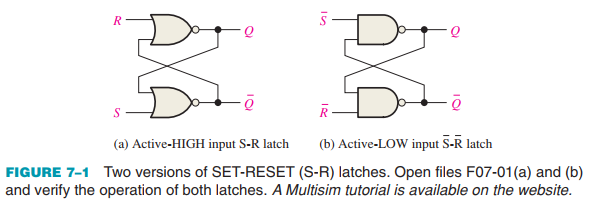 R
Q
S
Q̅
S̅
Q
R̅
Q̅
(a) Active-HIGH input S-R latch
(b) Active-LOW input S̅-R̅ latch
FIGURE 7–1 Two versions of SET-RESET (S-R) latches. Open files F07-01(a) and (b)
and verify the operation of both latches. A Multisim tutorial is available on the website.